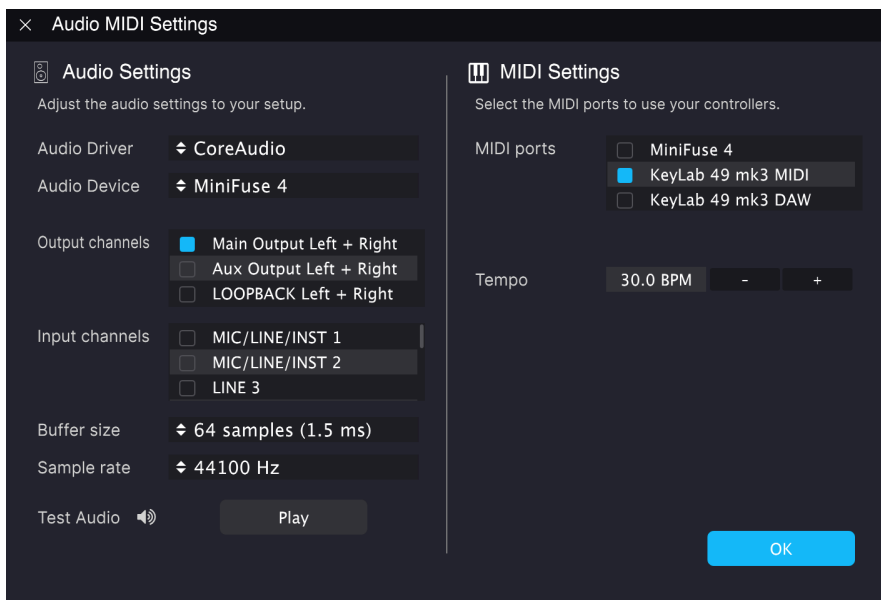 Audio MIDI Settings
Audio Settings
Adjust the audio settings to your setup.
Audio Driver
CoreAudio
Audio Device
MiniFuse 4
Output channels
Main Output Left + Right
Aux Output Left + Right
LOOPBACK Left + Right
Input channels
MIC/LINE/INST 1
MIC/LINE/INST 2
LINE 3
Buffer size
64 samples (1.5 ms)
Sample rate
44100 Hz
Test Audio
Play
MIDI Settings
Select the MIDI ports to use your controllers.
MIDI ports
MiniFuse 4
KeyLab 49 mk3 MIDI
KeyLab 49 mk3 DAW
Tempo
30.0 BPM - +
OK